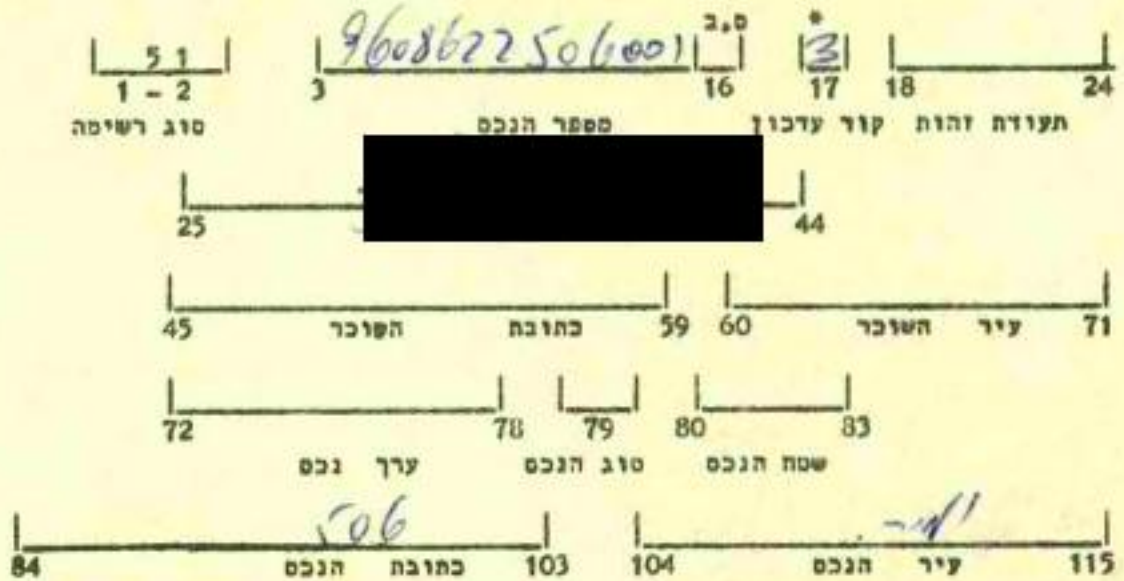 51 9608622506001 ס.ב * 3
1 - 2 3 16 17 18 24
סוג רשימה מספר הנכס קוד עדכון תעודת זהות
25 44
45 כתובת השוכר 59 60 עיר השוכר 71
72 78 79 80 83
ערך נכס סוג הנכס שטח הנכס
506
84 כתובת הנכס 103 104 עיר הנכס 115